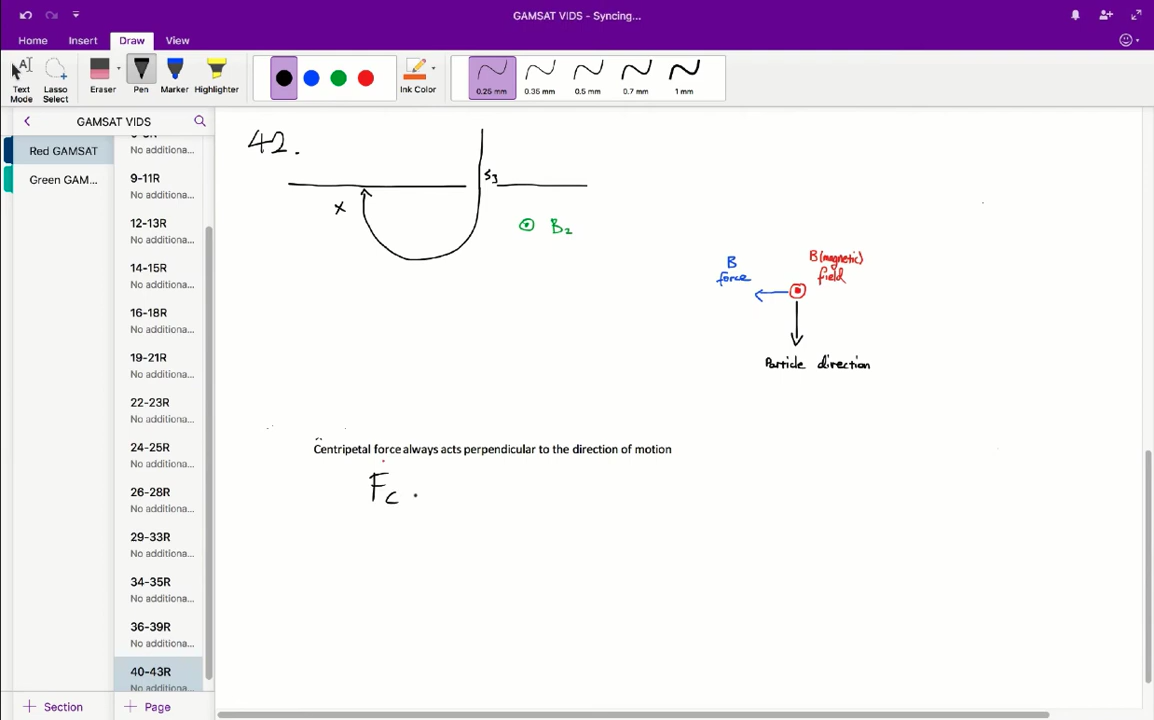 GAMSAT VIDS - Syncing...
Home Insert Draw View
Text Mode
Lasso Select
Eraser
Pen
Marker
Highlighter
Ink Color
0.25 mm 0.35 mm 0.5 mm 0.7 mm 1 mm
GAMSAT VIDS
Red GAMSAT
Green GAM...
No additiona...
9-11R
No additiona...
12-13R
No additiona...
14-15R
No additiona...
16-18R
No additiona...
19-21R
No additiona...
22-23R
No additiona...
24-25R
No additiona...
26-28R
No additiona...
29-33R
No additiona...
34-35R
No additiona...
36-39R
No additiona...
40-43R
No additiona...
+ Section
+ Page
42.
S3
x
B2
B force
B (magnetic) field
Particle direction
Centripetal force always acts perpendicular to the direction of motion
Fc